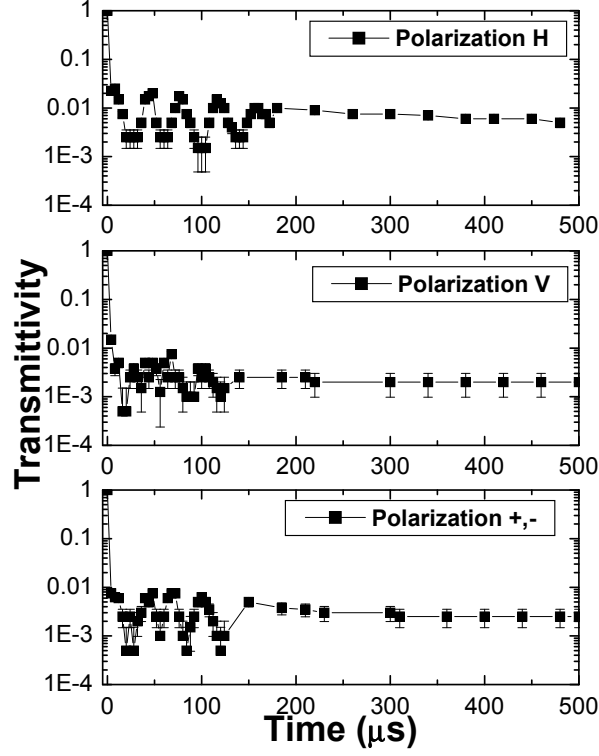 1
0.1
0.01
1E-3
1E-4
Polarization H
0 100 200 300 400 500
1
0.1
0.01
1E-3
1E-4
Polarization V
0 100 200 300 400 500
Transmittivity
1
0.1
0.01
1E-3
1E-4
Polarization +,-
0 100 200 300 400 500
Time (μs)